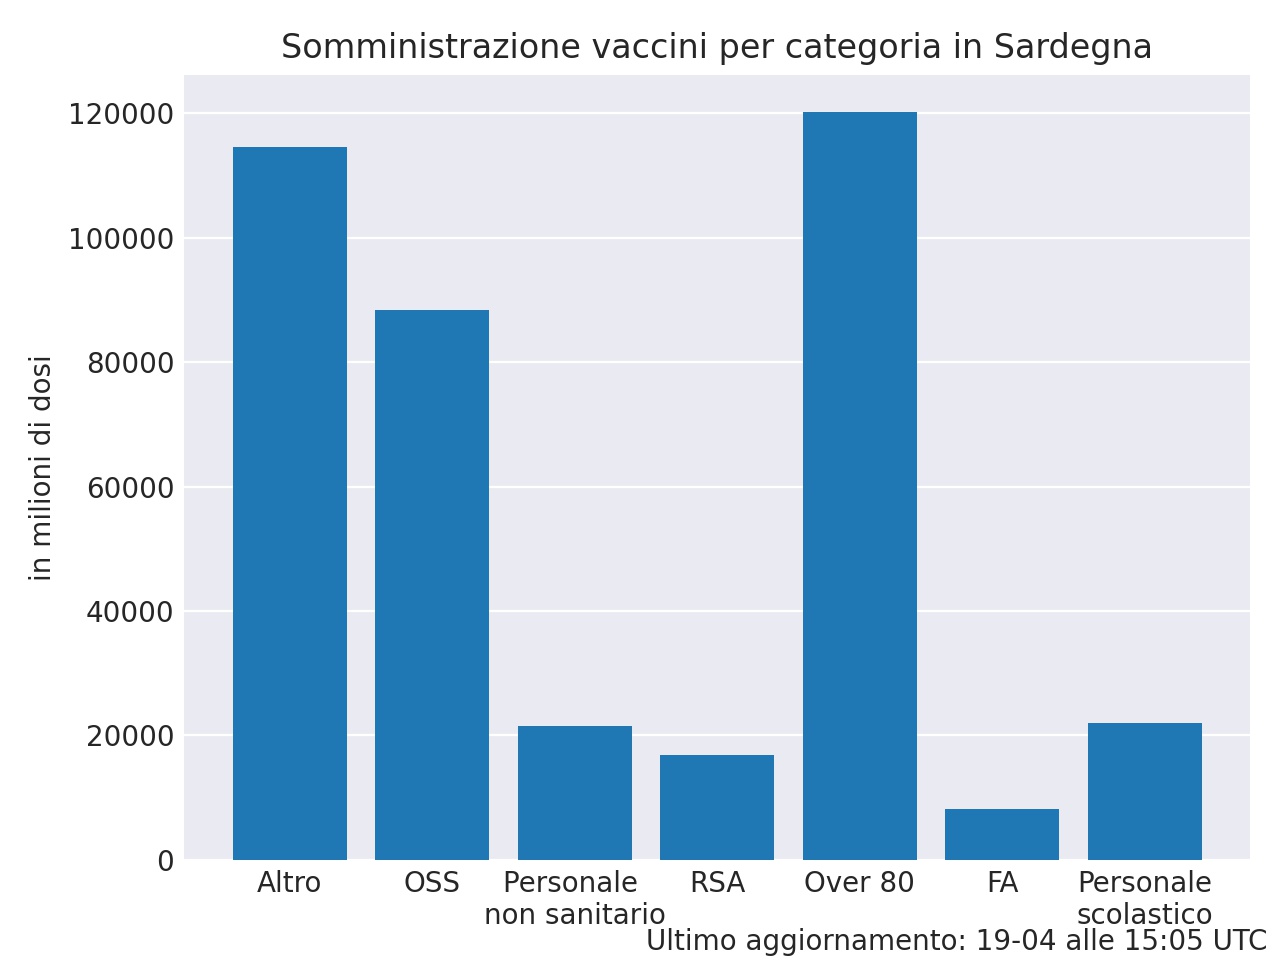 Somministrazione vaccini per categoria in Sardegna
in milioni di dosi
120000
100000
80000
60000
40000
20000
0
Altro
OSS
Personale
non sanitario
RSA
Over 80
FA
Personale
scolastico
Ultimo aggiornamento: 19-04 alle 15:05 UTC